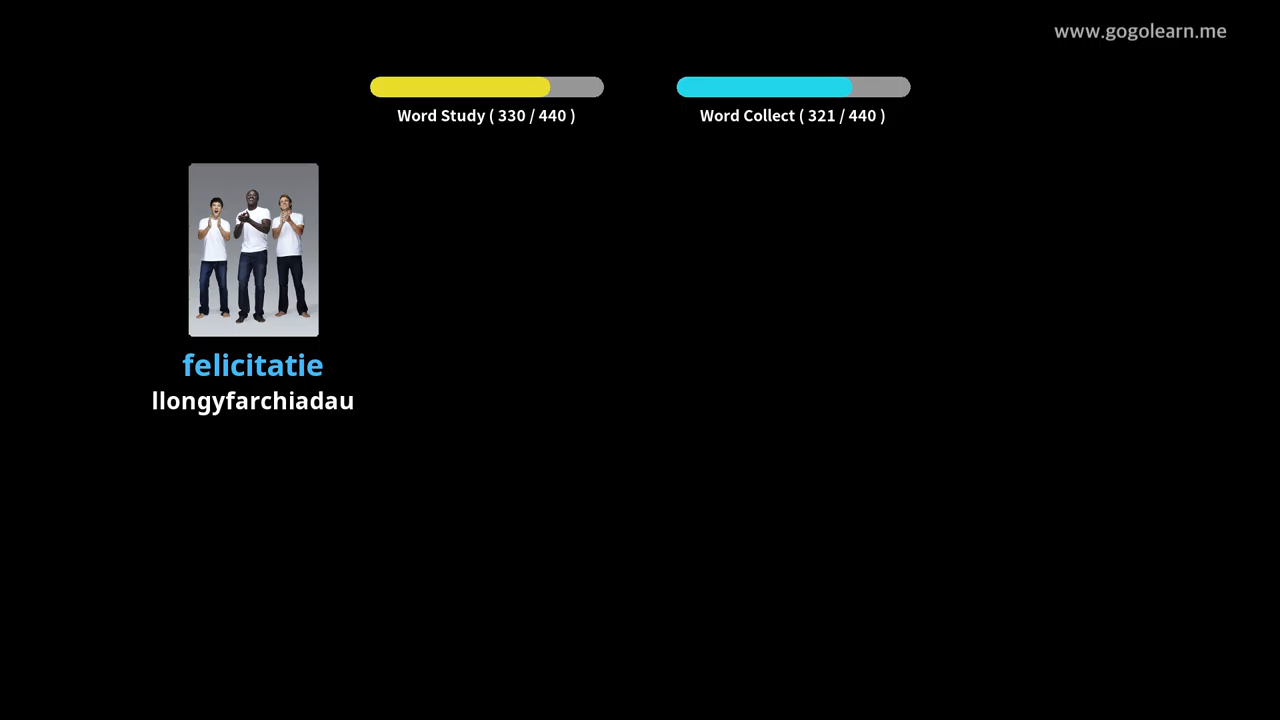 www.gogolearn.me
Word Study ( 330 / 440 )
Word Collect ( 321 / 440 )
felicitatie
llongyfarchiadau